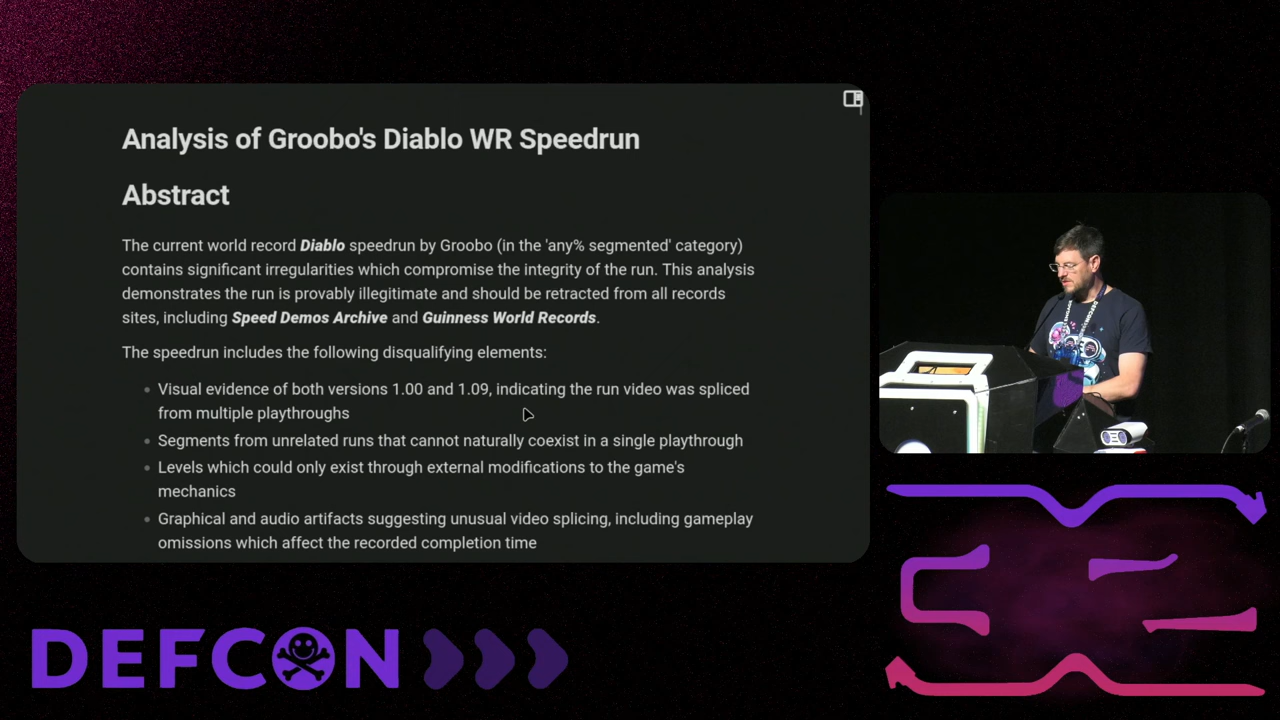 Analysis of Groobo's Diablo WR Speedrun
Abstract
The current world record Diablo speedrun by Groobo (in the 'any% segmented' category)
contains significant irregularities which compromise the integrity of the run. This analysis
demonstrates the run is provably illegitimate and should be retracted from all records
sites, including Speed Demos Archive and Guinness World Records.
The speedrun includes the following disqualifying elements:
• Visual evidence of both versions 1.00 and 1.09, indicating the run video was spliced
from multiple playthroughs
• Segments from unrelated runs that cannot naturally coexist in a single playthrough
• Levels which could only exist through external modifications to the game's
mechanics
• Graphical and audio artifacts suggesting unusual video splicing, including gameplay
omissions which affect the recorded completion time
DEFCON